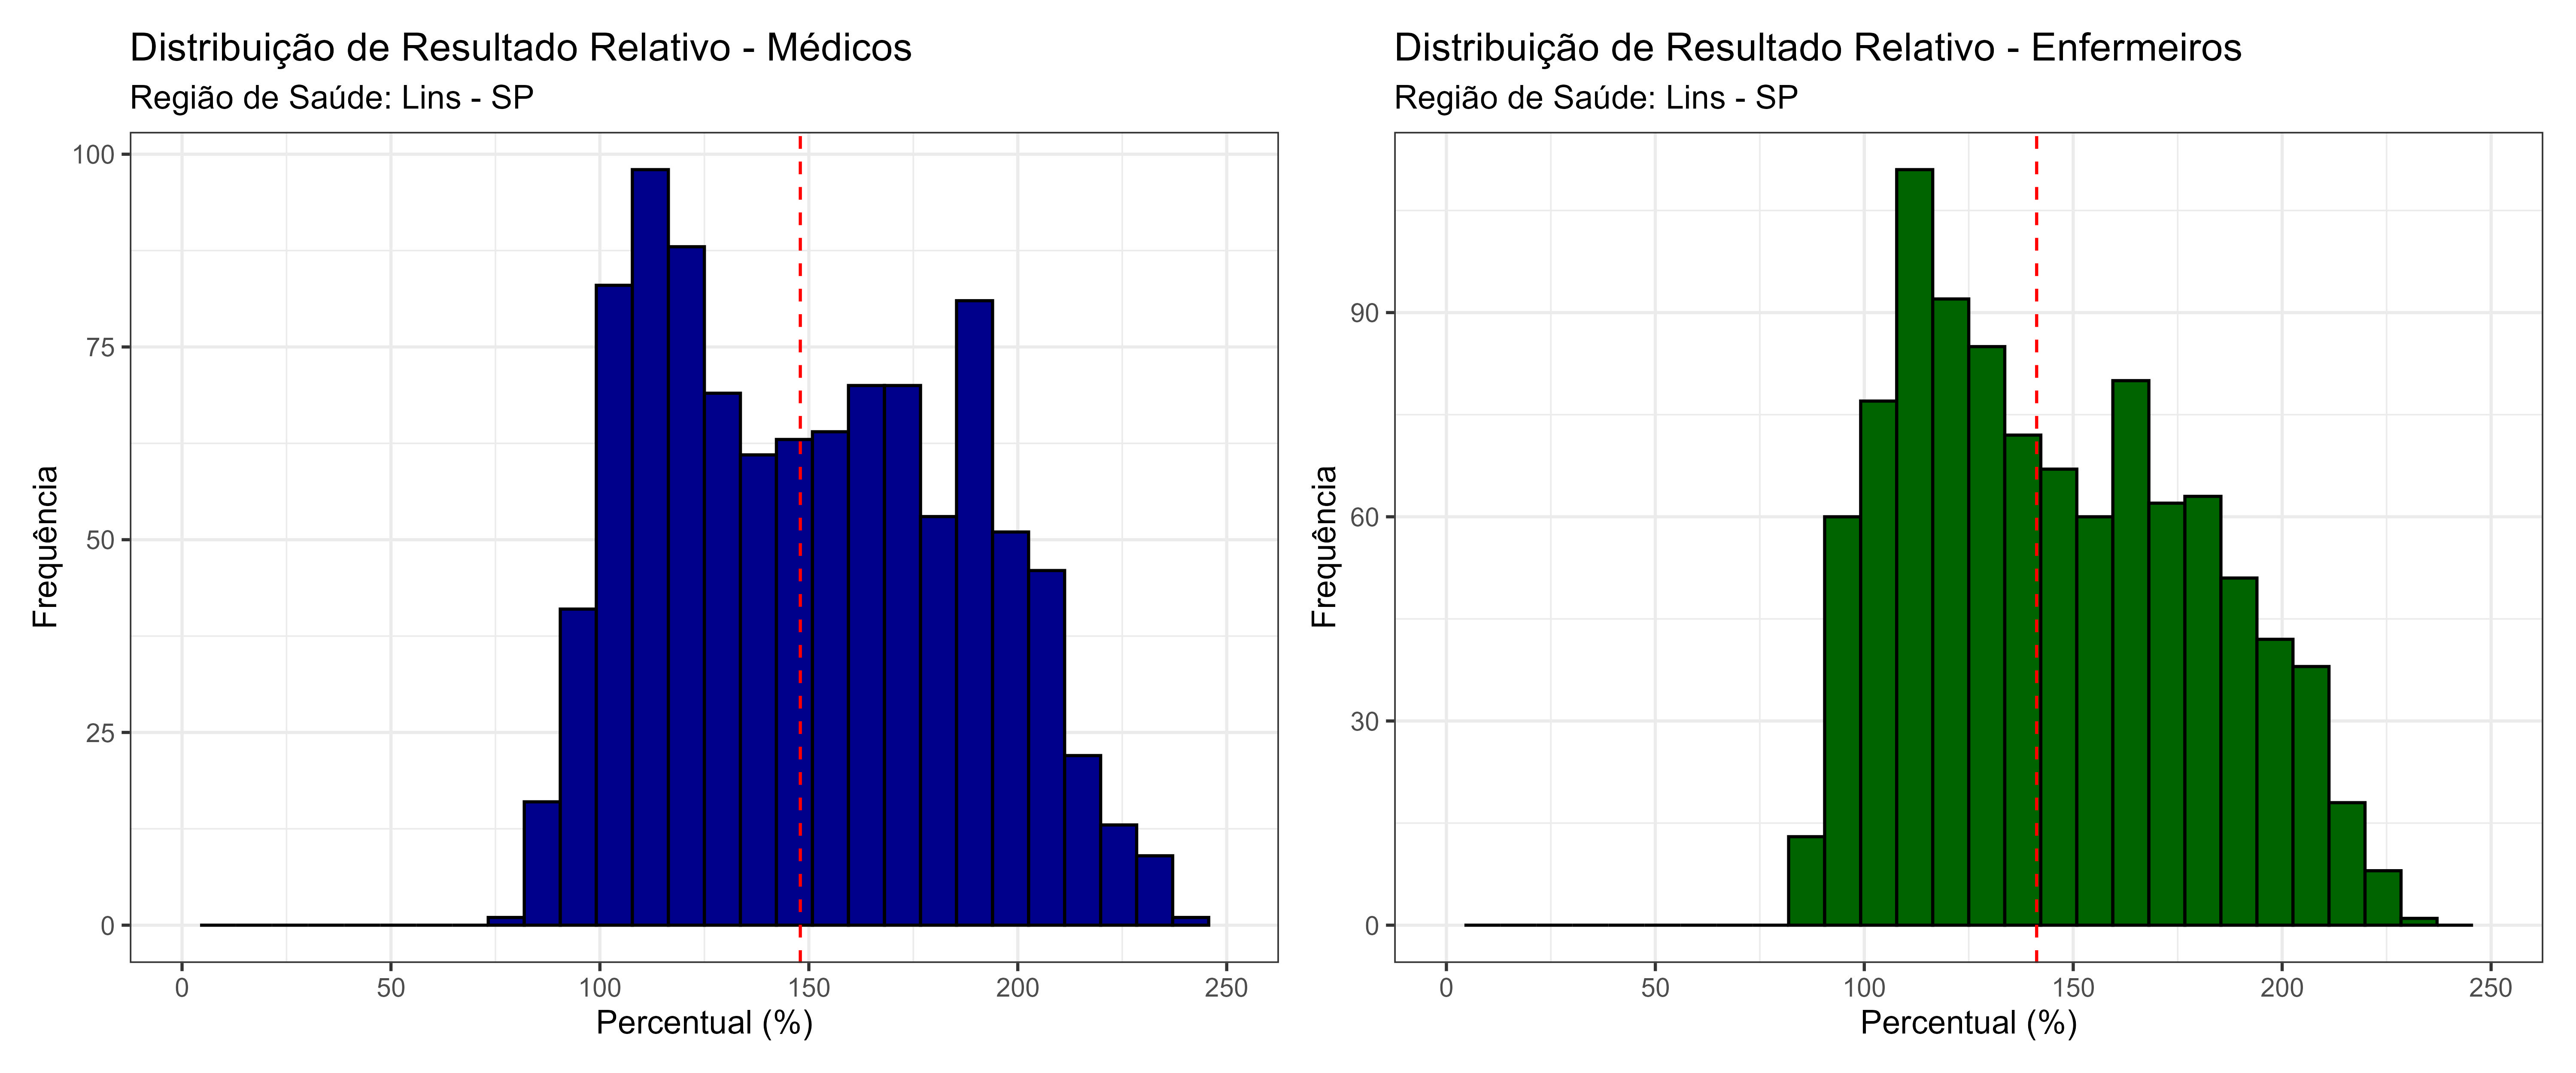 Distribuição de Resultado Relativo - Médicos
Região de Saúde: Lins - SP
Frequência
100
75
50
25
0
0 50 100 150 200 250
Percentual (%)
Distribuição de Resultado Relativo - Enfermeiros
Região de Saúde: Lins - SP
Frequência
90
60
30
0
0 50 100 150 200 250
Percentual (%)